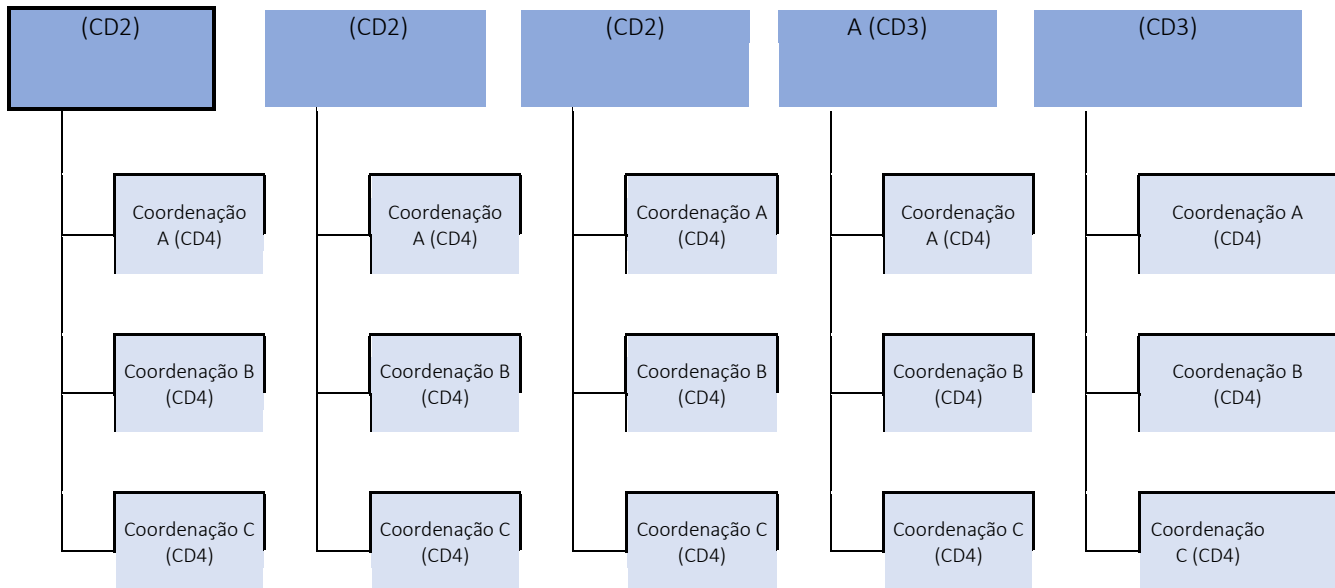 (CD2)
(CD2)
(CD2)
A (CD3)
(CD3)
Coordenação
A (CD4)
Coordenação
A (CD4)
Coordenação A
(CD4)
Coordenação
A (CD4)
Coordenação A
(CD4)
Coordenação B
(CD4)
Coordenação B
(CD4)
Coordenação B
(CD4)
Coordenação B
(CD4)
Coordenação B
(CD4)
Coordenação C
(CD4)
Coordenação C
(CD4)
Coordenação C
(CD4)
Coordenação C
(CD4)
Coordenação
C (CD4)